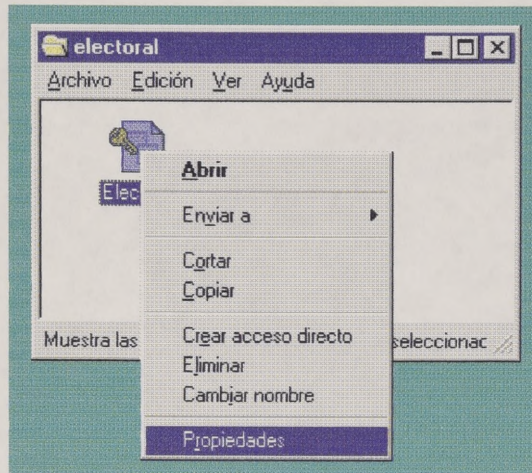 electoral
Archivo Edición Ver Ayuda
Abrir
Enviar a
Cortar
Copiar
Crear acceso directo
Muestra las seleccionac
Eliminar
Cambiar nombre
Propiedades